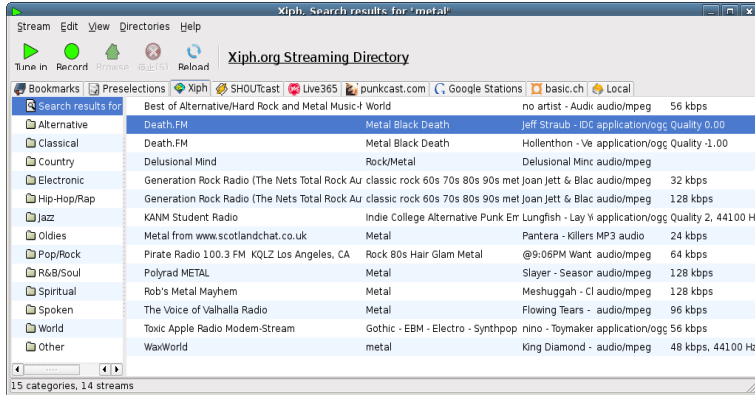 Xiph, Search results for "metal"
Stream Edit View Directories Help
Tune in Record Browse 停止(S) Reload Xiph.org Streaming Directory
Bookmarks Preselections Xiph SHOUTcast Live365 punkcast.com Google Stations basic.ch Local
Search results for Best of Alternative/Hard Rock and Metal Music-H World no artist - Audio audio/mpeg 56 kbps
Alternative Death.FM Metal Black Death Jeff Straub - IDC application/ogg Quality 0.00
Classical Death.FM Metal Black Death Hollenthon - Ve application/ogg Quality -1.00
Country Delusional Mind Rock/Metal Delusional Minc audio/mpeg
Electronic Generation Rock Radio (The Nets Total Rock Au classic rock 60s 70s 80s 90s met Joan Jett & Blac audio/mpeg 32 kbps
Hip-Hop/Rap Generation Rock Radio (The Nets Total Rock Au classic rock 60s 70s 80s 90s met Joan Jett & Blac audio/mpeg 128 kbps
Jazz KANM Student Radio Indie College Alternative Punk Em Lungfish - Lay Y application/ogg Quality 2, 44100 H
Oldies Metal from www.scotlandchat.co.uk Metal Pantera - Killers MP3 audio 24 kbps
Pop/Rock Pirate Radio 100.3 FM KQLZ Los Angeles, CA Rock 80s Hair Glam Metal @9:06PM Want audio/mpeg 64 kbps
R&B/Soul Polyrad METAL Metal Slayer - Season audio/mpeg 128 kbps
Spiritual Rob's Metal Mayhem Metal Meshuggah - Cl audio/mpeg 128 kbps
Spoken The Voice of Valhalla Radio Metal Flowing Tears - audio/mpeg 96 kbps
World Toxic Apple Radio Modem-Stream Gothic - EBM - Electro - Synthpop nino - Toymaker application/ogg 56 kbps
Other WaxWorld metal King Diamond - audio/mpeg 48 kbps, 44100 Hz
15 categories, 14 streams